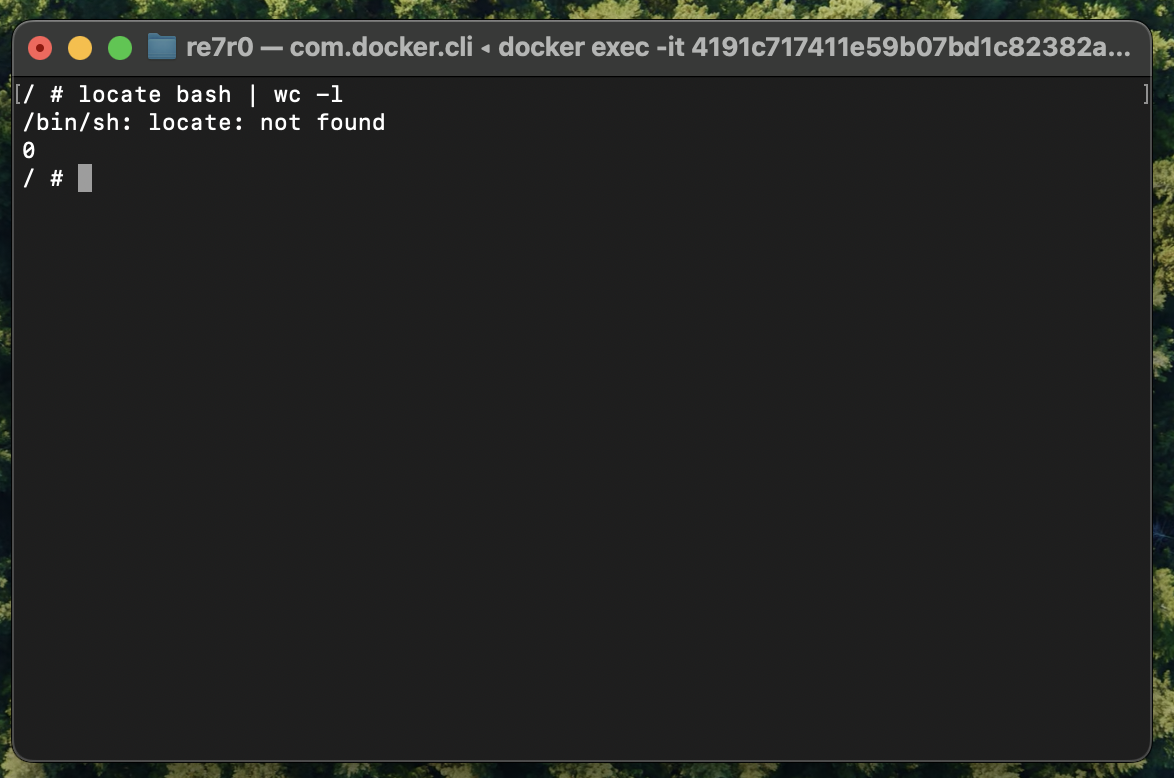 re7r0 — com.docker.cli ◂ docker exec -it 4191c717411e59b07bd1c82382a...
[/ # locate bash | wc -l ]
/bin/sh: locate: not found
0
/ #